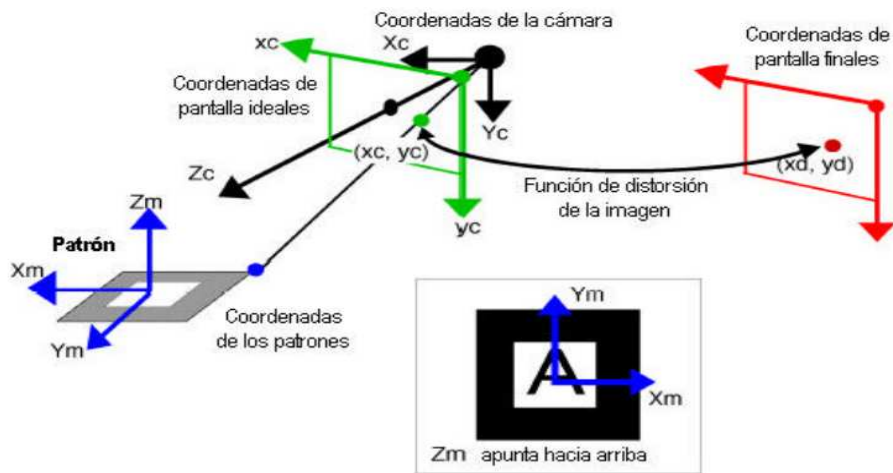 Coordenadas de la cámara
xc
Xc
Coordenadas de
pantalla finales
Coordenadas de
pantalla ideales
Yc
(xc, yc)
(xd, yd)
Zc
Función de distorsión
de la imagen
Zm
yc
Patrón
Xm
Coordenadas
de los patrones
Ym
Ym
A
Xm
Zm apunta hacia arriba